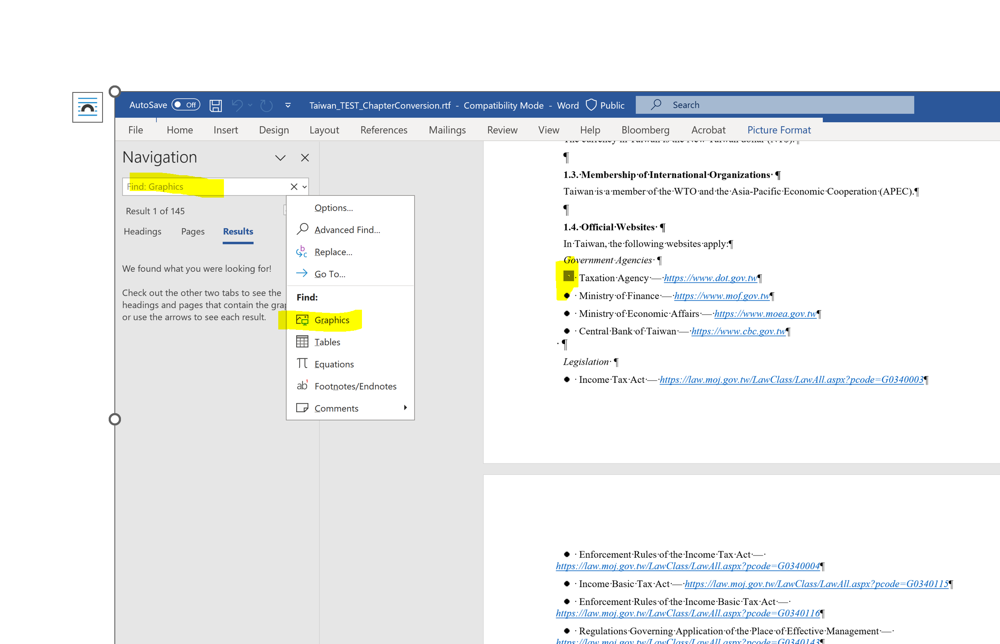 AutoSave Off Taiwan_TEST_ChapterConversion.rtf - Compatibility Mode - Word Public Search
File Home Insert Design Layout References Mailings Review View Help Bloomberg Acrobat Picture Format
Navigation
Find: Graphics
Result 1 of 145
Headings Pages Results
We found what you were looking for!
Check out the other two tabs to see the
headings and pages that contain the
or use the arrows to see each result.
Options...
Advanced Find...
Replace...
Go To...
Find:
Graphics
Tables
Equations
Footnotes/Endnotes
Comments
The currency in Taiwan is the New Taiwan dollar (NT$).¶
¶
1.3.·Membership·of·International·Organizations· ¶
Taiwan·is·a·member·of·the·WTO·and·the·Asia-Pacific·Economic·Cooperation·(APEC).¶
¶
1.4.·Official·Websites· ¶
In·Taiwan,·the·following·websites·apply:¶
Government·Agencies· ¶
· Taxation·Agency·—·https://www.dot.gov.tw¶
● · Ministry·of·Finance·—·https://www.mof.gov.tw¶
● · Ministry·of·Economic·Affairs·—·https://www.moea.gov.tw¶
● · Central·Bank·of·Taiwan·—·https://www.cbc.gov.tw¶
· ¶
Legislation· ¶
● · Income·Tax·Act·—·https://law.moj.gov.tw/LawClass/LawAll.aspx?pcode=G0340003¶
● · Enforcement·Rules·of·the·Income·Tax·Act·—·
https://law.moj.gov.tw/LawClass/LawAll.aspx?pcode=G0340004¶
● · Income·Basic·Tax·Act·—·https://law.moj.gov.tw/LawClass/LawAll.aspx?pcode=G0340115¶
● · Enforcement·Rules·of·the·Income·Basic·Tax·Act·—·
https://law.moj.gov.tw/LawClass/LawAll.aspx?pcode=G0340116¶
● · Regulations·Governing·Application·of·the·Place·of·Effective·Management·—·
https://law.moj.gov.tw/LawClass/LawAll.aspx?pcode=G0340143¶